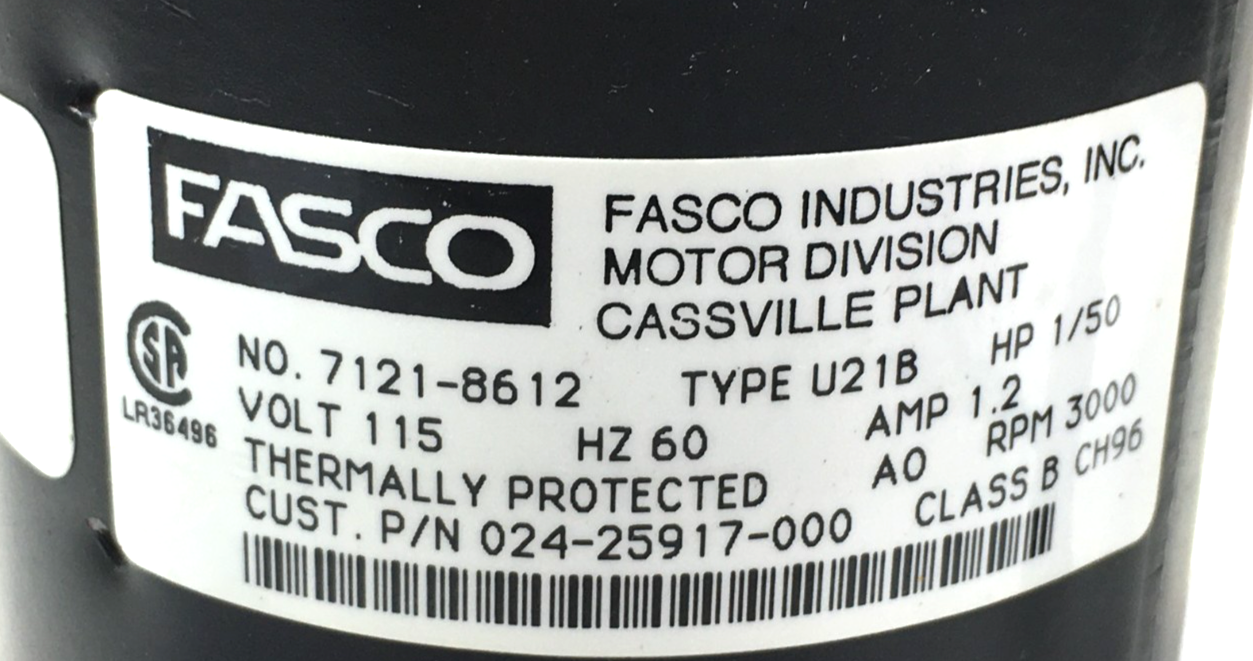 FASCO
FASCO INDUSTRIES, INC.
MOTOR DIVISION
CASSVILLE PLANT
SA
LR36496
NO. 7121-8612 TYPE U21B HP 1/50
VOLT 115 HZ 60 AMP 1.2
THERMALLY PROTECTED AO RPM 3000
CUST. P/N 024-25917-000 CLASS B CH96